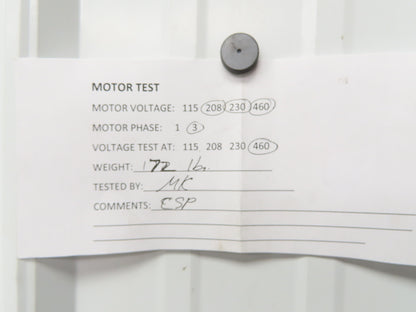 MOTOR TEST
MOTOR VOLTAGE: 115 208 230 460
MOTOR PHASE: 1 3
VOLTAGE TEST AT: 115 208 230 460
WEIGHT: 172 lb.
TESTED BY: MK
COMMENTS: ESP